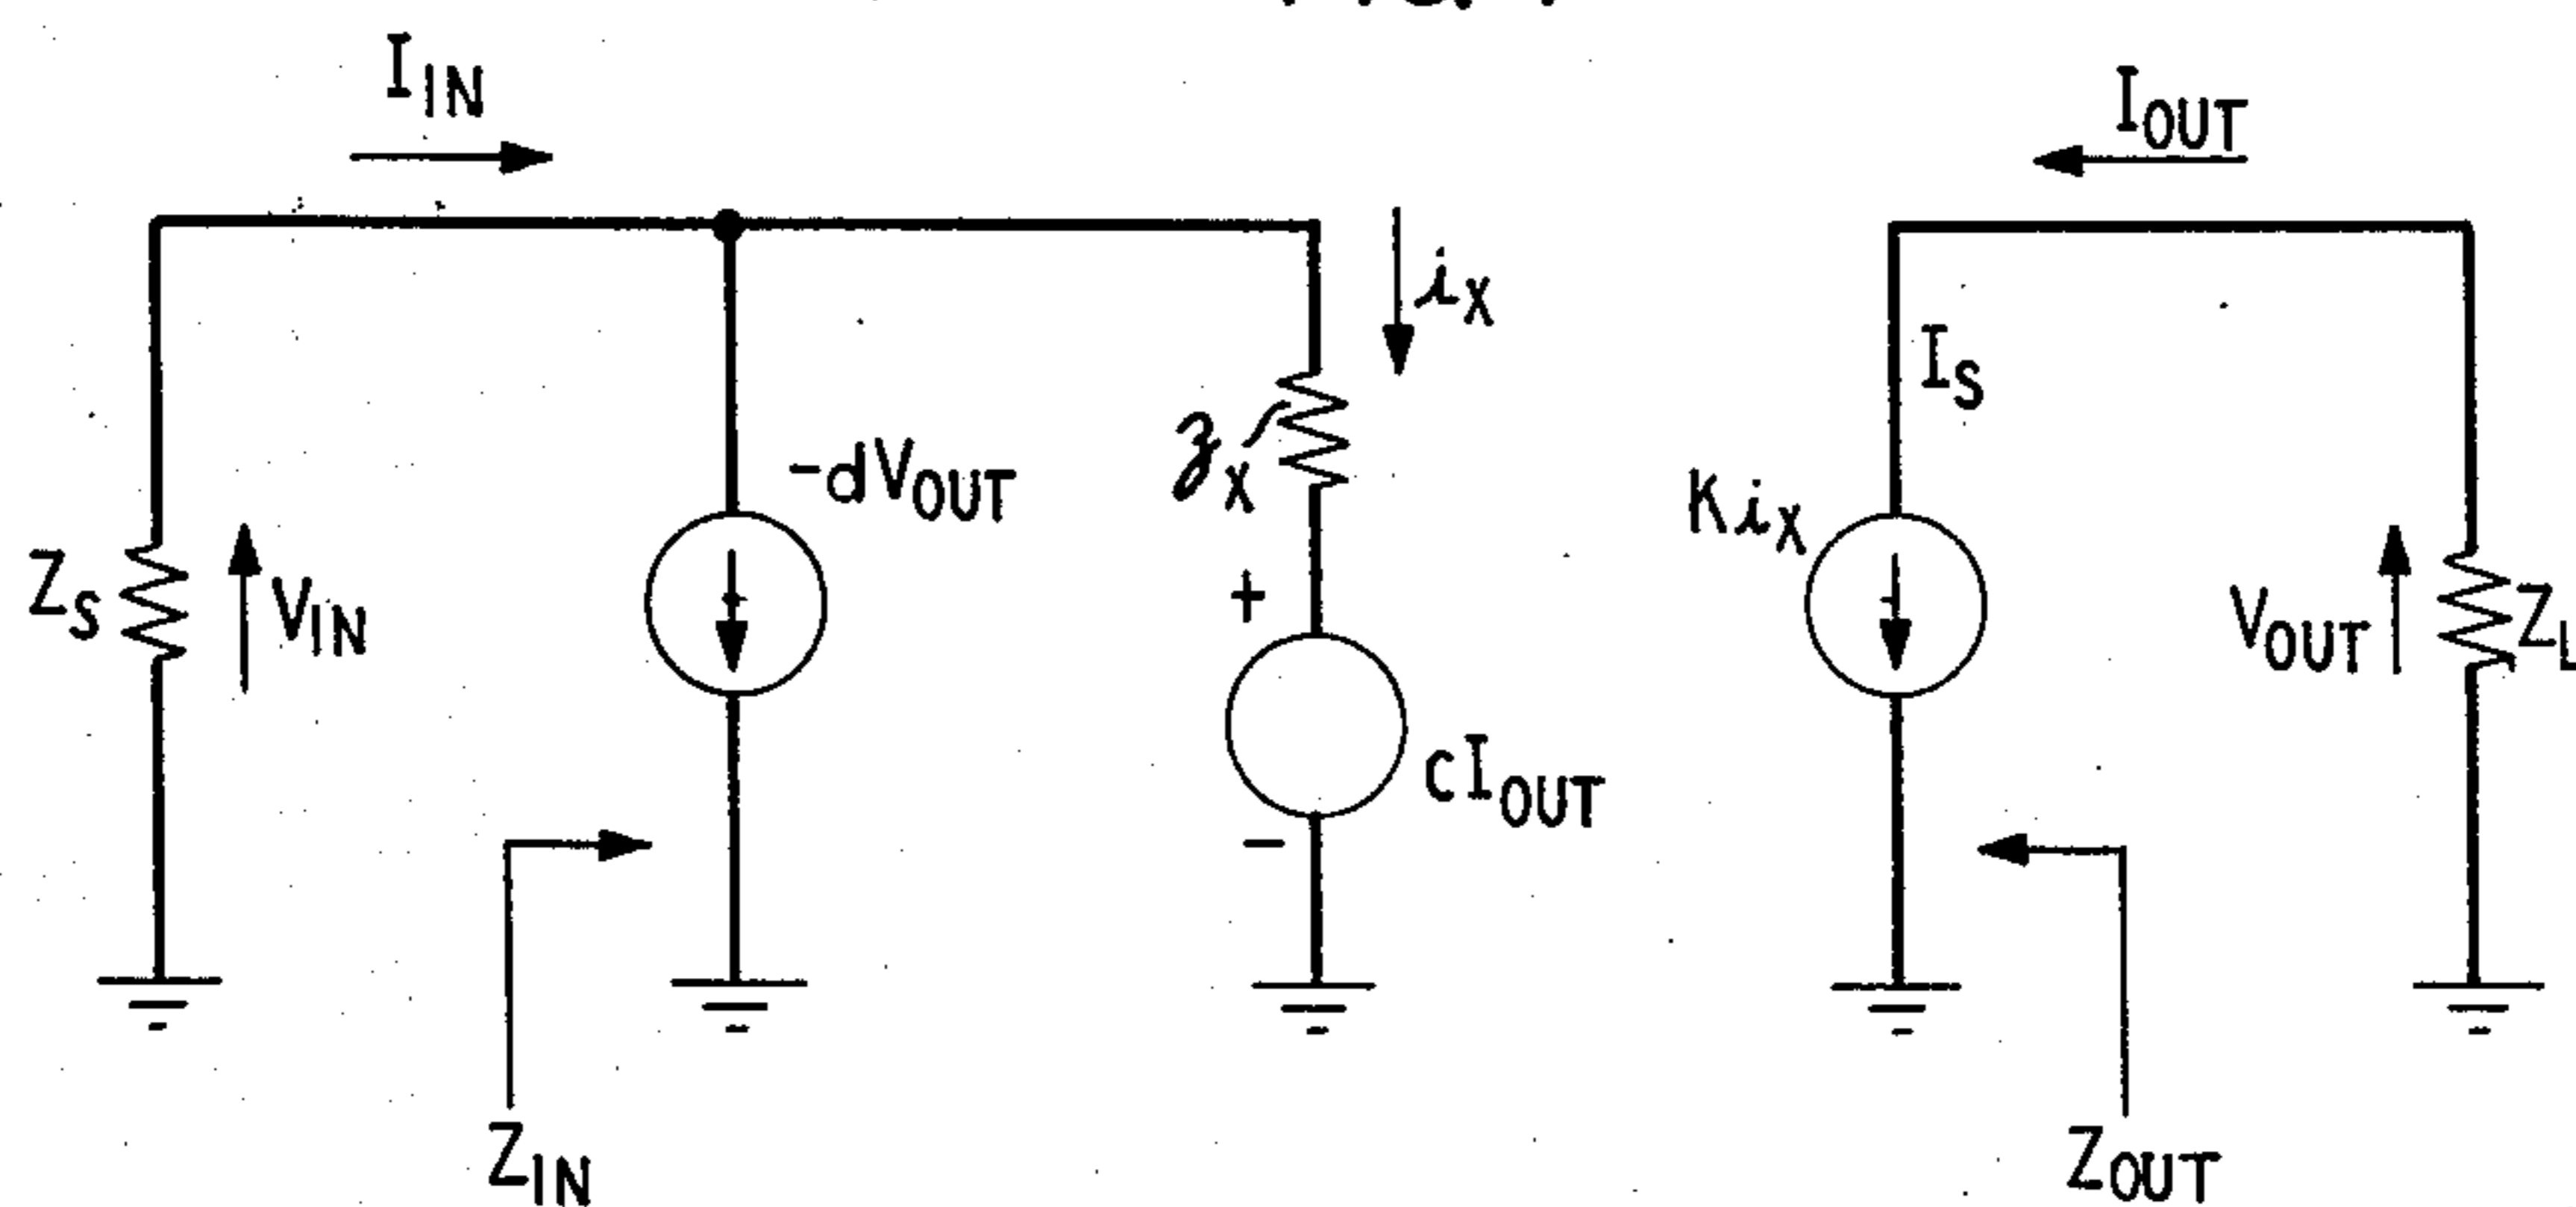 I_IN
I_OUT
i_X
I_S
-dV_OUT
z_X
Ki_X
Z_S
V_IN
+
V_OUT
Z_L
cI_OUT
-
Z_IN
Z_OUT